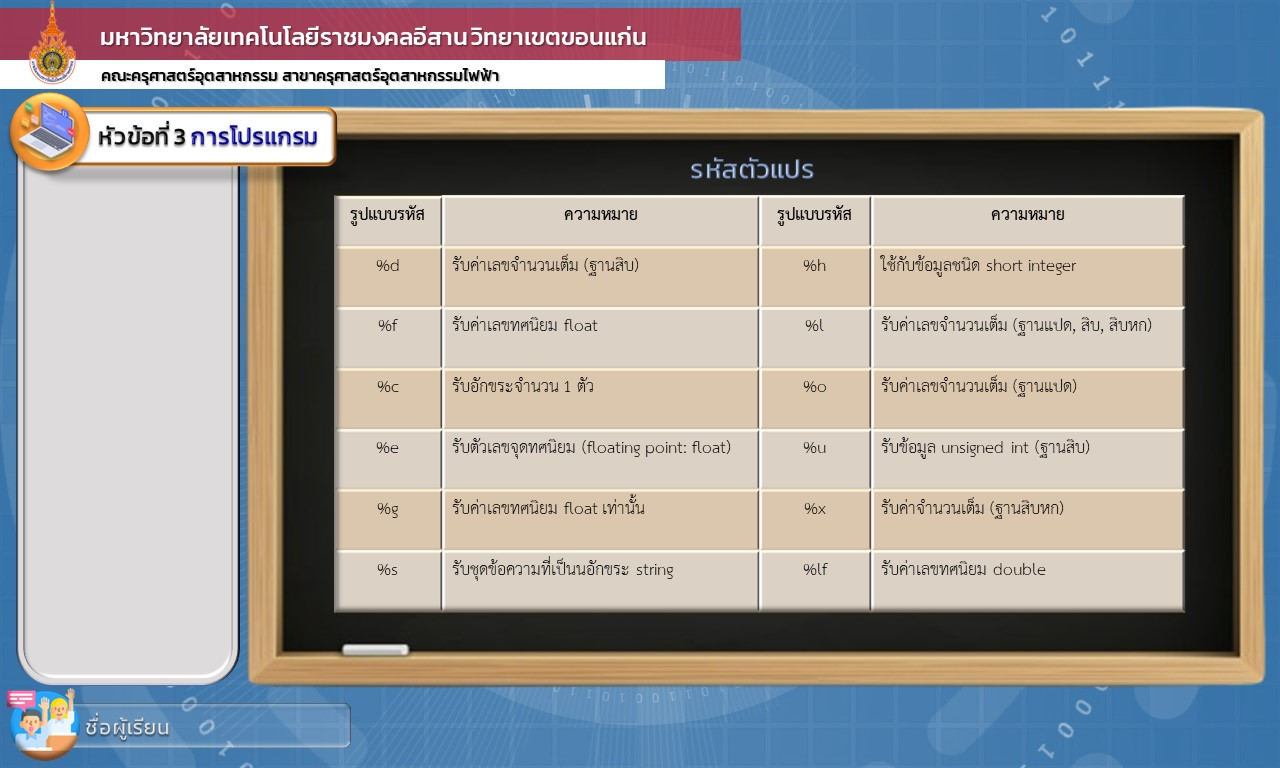 มหาวิทยาลัยเทคโนโลยีราชมงคลอีสาน วิทยาเขตขอนแก่น
คณะครุศาสตร์อุตสาหกรรม สาขาครุศาสตร์อุตสาหกรรมไฟฟ้า
หัวข้อที่ 3 การโปรแกรม
รหัสตัวแปร
รูปแบบรหัส ความหมาย รูปแบบรหัส ความหมาย
%d รับค่าเลขจำนวนเต็ม (ฐานสิบ) %h ใช้กับข้อมูลชนิด short integer
%f รับค่าเลขทศนิยม float %l รับค่าเลขจำนวนเต็ม (ฐานแปด, สิบ, สิบหก)
%c รับอักขระจำนวน 1 ตัว %o รับค่าเลขจำนวนเต็ม (ฐานแปด)
%e รับตัวเลขจุดทศนิยม (floating point: float) %u รับข้อมูล unsigned int (ฐานสิบ)
%g รับค่าเลขทศนิยม float เท่านั้น %x รับค่าจำนวนเต็ม (ฐานสิบหก)
%s รับชุดข้อความที่เป็นนอักขระ string %lf รับค่าเลขทศนิยม double
ชื่อผู้เรียน